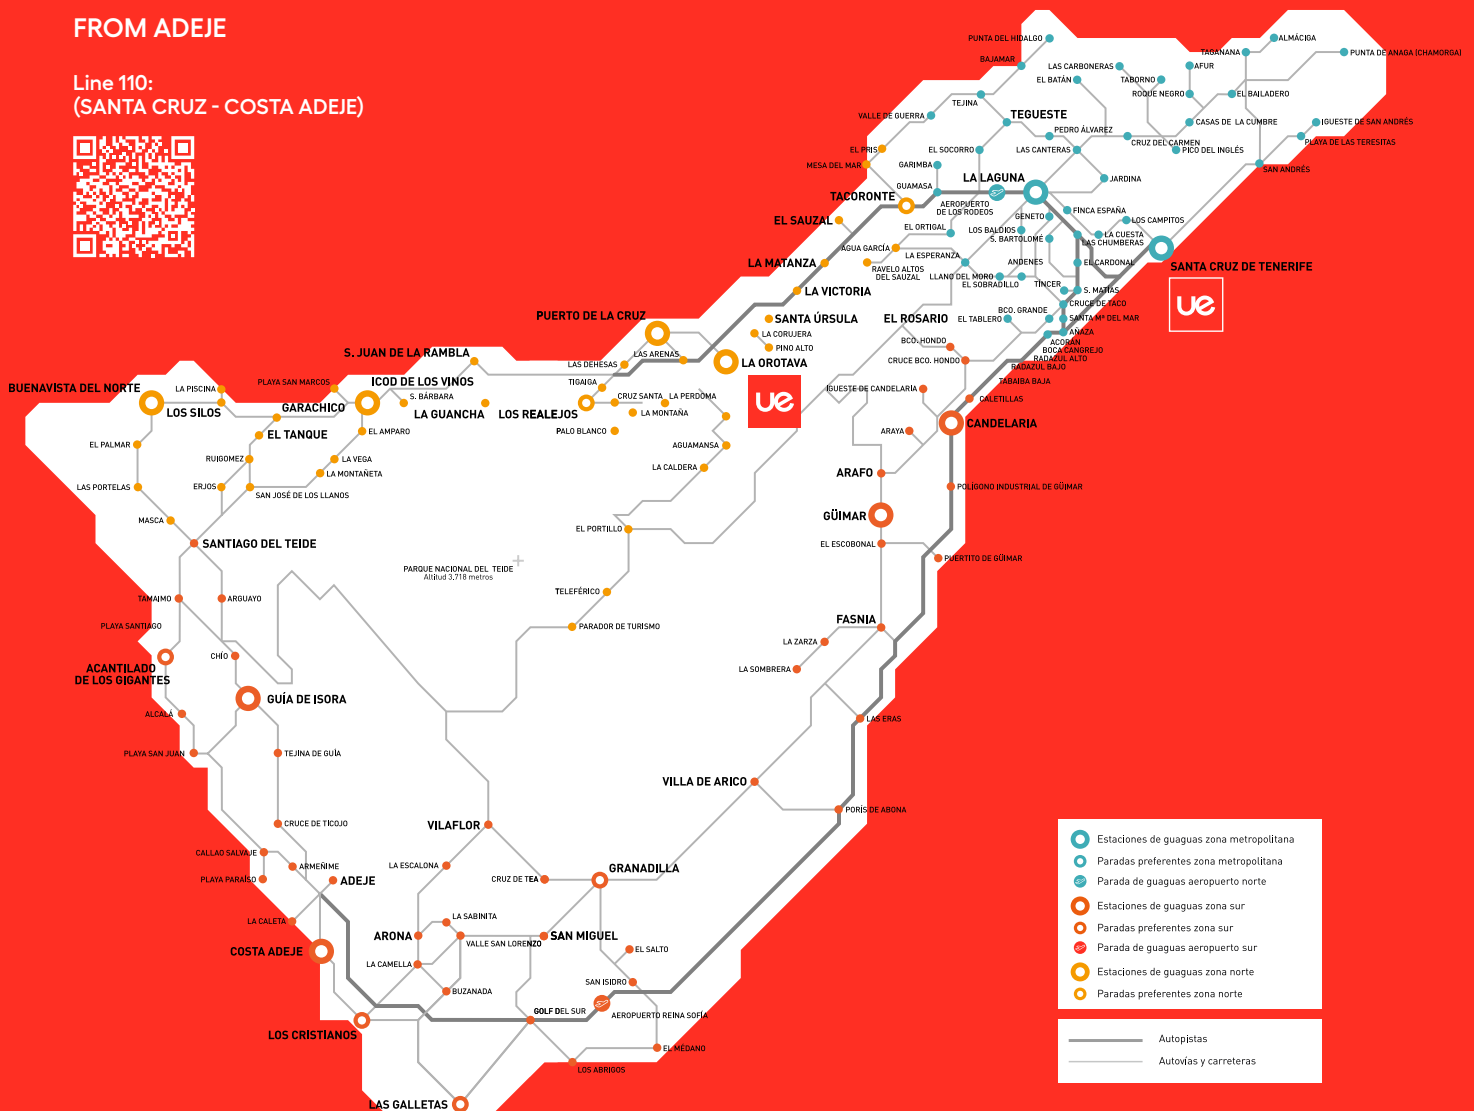 FROM ADEJE
Line 110:
(SANTA CRUZ - COSTA ADEJE)
PUNTA DEL HIDALGO
ALMÁCIGA
TAGANANA
PUNTA DE ANAGA (CHAMORGA)
BAJAMAR
LAS CARBONERAS
AFUR
EL BATÁN
TABORNO
ROQUE NEGRO
EL BAILADERO
TEJINA
VALLE DE GUERRA
TEGUESTE
CASAS DE LA CUMBRE
IGUESTE DE SAN ANDRÉS
PEDRO ÁLVAREZ
CRUZ DEL CARMEN
PLAYA DE LAS TERESITAS
EL PRIS
EL SOCORRO
LAS CANTERAS
PICO DEL INGLÉS
MESA DEL MAR
GARIMBA
SAN ANDRÉS
LA LAGUNA
JARDINA
GUAMASA
TACORONTE
AEROPUERTO
DE LOS RODEOS
GENETO
FINCA ESPAÑA
LOS CAMPITOS
EL SAUZAL
EL ORTIGAL
LOS BALDIOS
S. BARTOLOMÉ
LA CUESTA
LAS CHUMBERAS
AGUA GARCÍA
LA ESPERANZA
LA MATANZA
RAVELO ALTOS
DEL SAUZAL
ANDENES
EL CARDONAL
SANTA CRUZ DE TENERIFE
LLANO DEL MORO
EL SOBRADILLO
TÍNCER
S. MATÍAS
LA VICTORIA
ue
CRUCE DE TACO
BCO. GRANDE
PUERTO DE LA CRUZ
SANTA ÚRSULA
EL ROSARIO
EL TABLERO
SANTA Mª DEL MAR
LA CORUJERA
AÑAZA
BCO. HONDO
ACORÁN
PINO ALTO
BOCA CANGREJO
S. JUAN DE LA RAMBLA
LAS ARENAS
RADAZUL ALTO
LAS DEHESAS
LA OROTAVA
CRUCE BCO. HONDO
RADAZUL BAJO
TABAIBA BAJA
BUENAVISTA DEL NORTE
LA PISCINA
PLAYA SAN MARCOS
ICOD DE LOS VINOS
TIGAIGA
IGUESTE DE CANDELARÍA
S. BÁRBARA
CRUZ SANTA
LA PERDOMA
ue
CALETILLAS
LOS SILOS
GARACHICO
LA GUANCHA
LOS REALEJOS
LA MONTAÑA
CANDELARIA
EL TANQUE
EL AMPARO
PALO BLANCO
ARAYA
EL PALMAR
AGUAMANSA
RUIGOMEZ
LA VEGA
LA CALDERA
ARAFO
LA MONTAÑETA
LAS PORTELAS
ERJOS
SAN JOSÉ DE LOS LLANOS
POLÍGONO INDUSTRIAL DE GÜIMAR
MASCA
GÜIMAR
EL PORTILLO
SANTIAGO DEL TEIDE
EL ESCOBONAL
PUERTITO DE GÜIMAR
PARQUE NACIONAL DEL TEIDE
Altitud 3.718 metros
TELEFÉRICO
TAMAIMO
ARGUAYO
PLAYA SANTIAGO
PARADOR DE TURISMO
FASNIA
LA ZARZA
CHÍO
ACANTILADO
DE LOS GIGANTES
LA SOMBRERA
GUÍA DE ISORA
ALCALÁ
LAS ERAS
PLAYA SAN JUAN
TEJINA DE GUÍA
VILLA DE ARICO
PORÍS DE ABONA
CRUCE DE TICOJO
VILAFLOR
CALLAO SALVAJE
ARMEÑIME
LA ESCALONA
GRANADILLA
PLAYA PARAÍSO
ADEJE
CRUZ DE TEA
LA CALETA
LA SABINITA
ARONA
VALLE SAN LORENZO
SAN MIGUEL
COSTA ADEJE
EL SALTO
LA CAMELLA
SAN ISIDRO
BUZANADA
GOLF DEL SUR
AEROPUERTO REINA SOFÍA
LOS CRISTIANOS
EL MÉDANO
LOS ABRIGOS
LAS GALLETAS
Estaciones de guaguas zona metropolitana
Paradas preferentes zona metropolitana
Parada de guaguas aeropuerto norte
Estaciones de guaguas zona sur
Paradas preferentes zona sur
Parada de guaguas aeropuerto sur
Estaciones de guaguas zona norte
Paradas preferentes zona norte
Autopistas
Autovías y carreteras